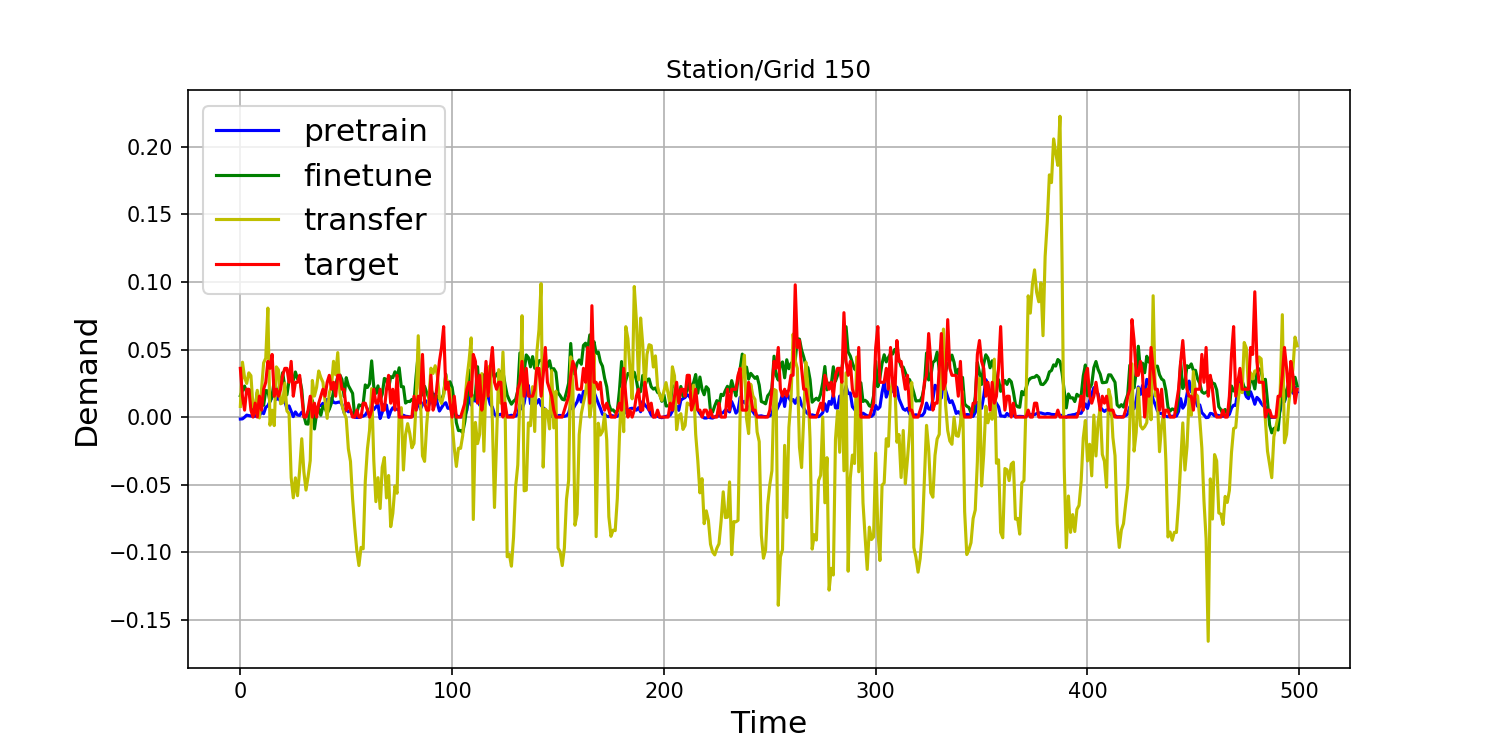 Station/Grid 150
pretrain
finetune
transfer
target
Demand
0.20
0.15
0.10
0.05
0.00
−0.05
−0.10
−0.15
0 100 200 300 400 500
Time